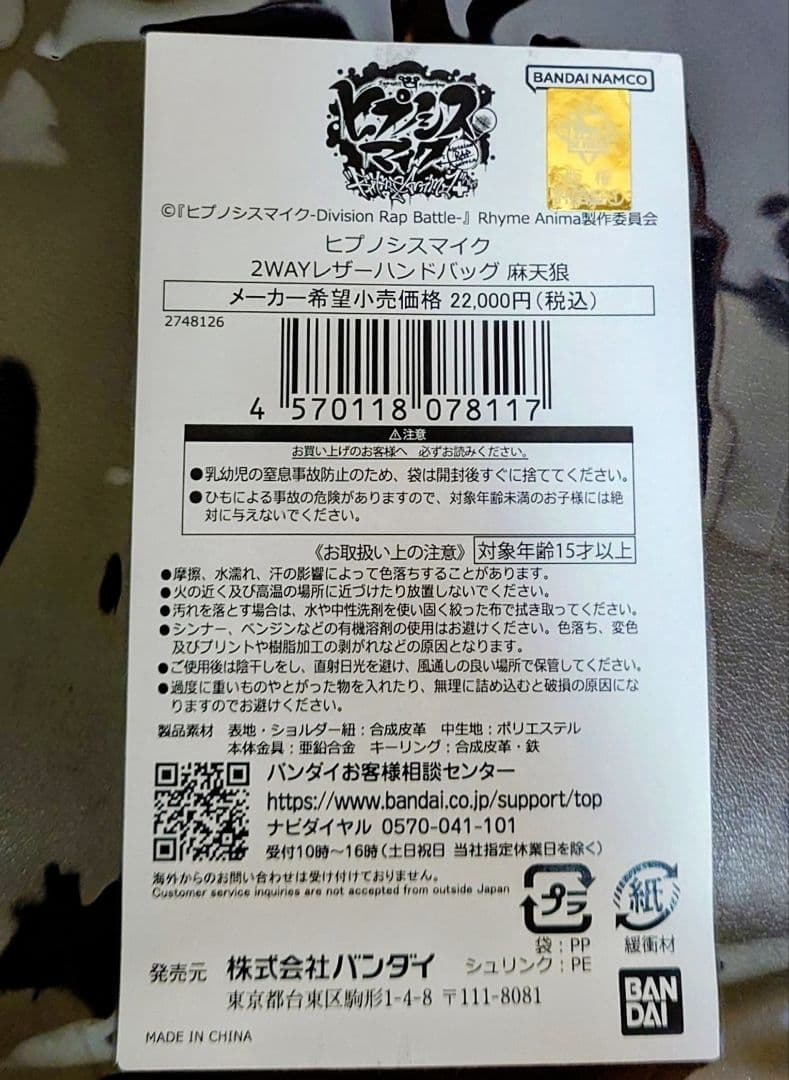 ヒプノシス
マイク
BANDAI NAMCO
©『ヒプノシスマイク-Division Rap Battle-』Rhyme Anima製作委員会
ヒプノシスマイク
2WAYレザーハンドバッグ 麻天狼
メーカー希望小売価格 22,000円(税込)
2748126
4 570118 078117
⚠注意
お買い上げのお客様へ 必ずお読みください。
●乳幼児の窒息事故防止のため、袋は開封後すぐに捨ててください。
●ひもによる事故の危険がありますので、対象年齢未満のお子様には絶
対に与えないでください。
《お取扱い上の注意》 対象年齢15才以上
●摩擦、水濡れ、汗の影響によって色落ちすることがあります。
●火の近く及び高温の場所に近づけたり放置しないでください。
●汚れを落とす場合は、水や中性洗剤を使い固く絞った布で拭き取ってください。
●シンナー、ベンジンなどの有機溶剤の使用はお避けください。色落ち、変色
及びプリントや樹脂加工の剥がれなどの原因となります。
●ご使用後は陰干しをし、直射日光を避け、風通しの良い場所で保管してください。
●過度に重いものやとがった物を入れたり、無理に詰め込むと破損の原因にな
りますのでお避けください。
製品素材 表地・ショルダー紐：合成皮革 中生地：ポリエステル
本体金具：亜鉛合金 キーリング：合成皮革・鉄
バンダイお客様相談センター
https://www.bandai.co.jp/support/top
ナビダイヤル 0570-041-101
受付10時～16時(土日祝日 当社指定休業日を除く)
海外からのお問い合わせは受け付けておりません。
Customer service inquiries are not accepted from outside Japan
プラ
紙
袋：PP
シュリンク：PE
緩衝材
発売元 株式会社バンダイ
東京都台東区駒形1-4-8 〒111-8081
BAN
DAI
MADE IN CHINA